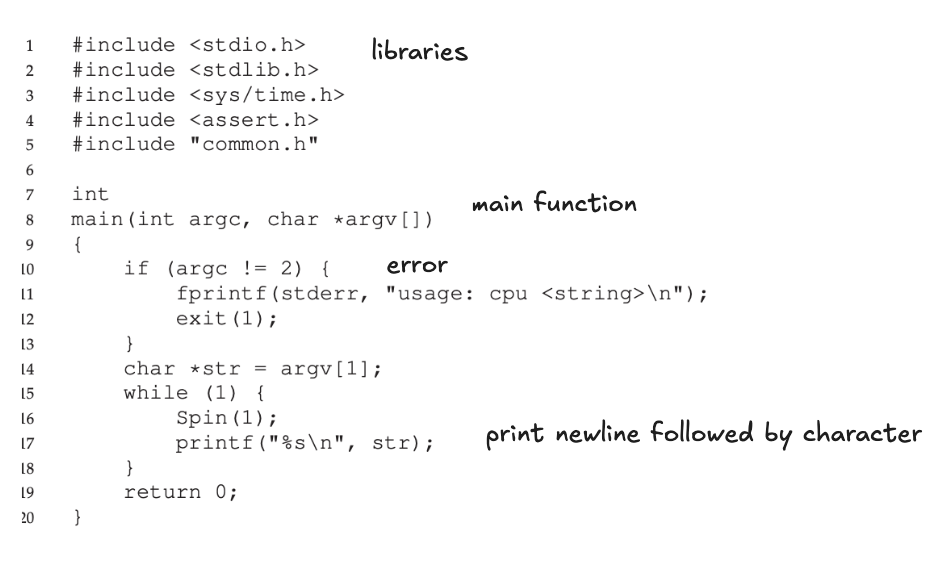 1 #include <stdio.h> libraries
2 #include <stdlib.h>
3 #include <sys/time.h>
4 #include <assert.h>
5 #include "common.h"
6
7 int
8 main(int argc, char *argv[]) main function
9 {
10     if (argc != 2) { error
11         fprintf(stderr, "usage: cpu <string>\n");
12         exit(1);
13     }
14     char *str = argv[1];
15     while (1) {
16         Spin(1);
17         printf("%s\n", str); print newline followed by character
18     }
19     return 0;
20 }